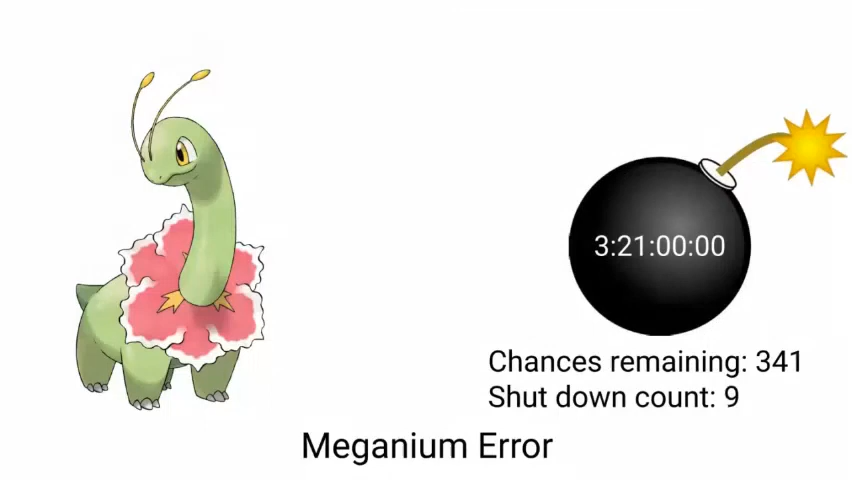 3:21:00:00
Chances remaining: 341
Shut down count: 9
Meganium Error